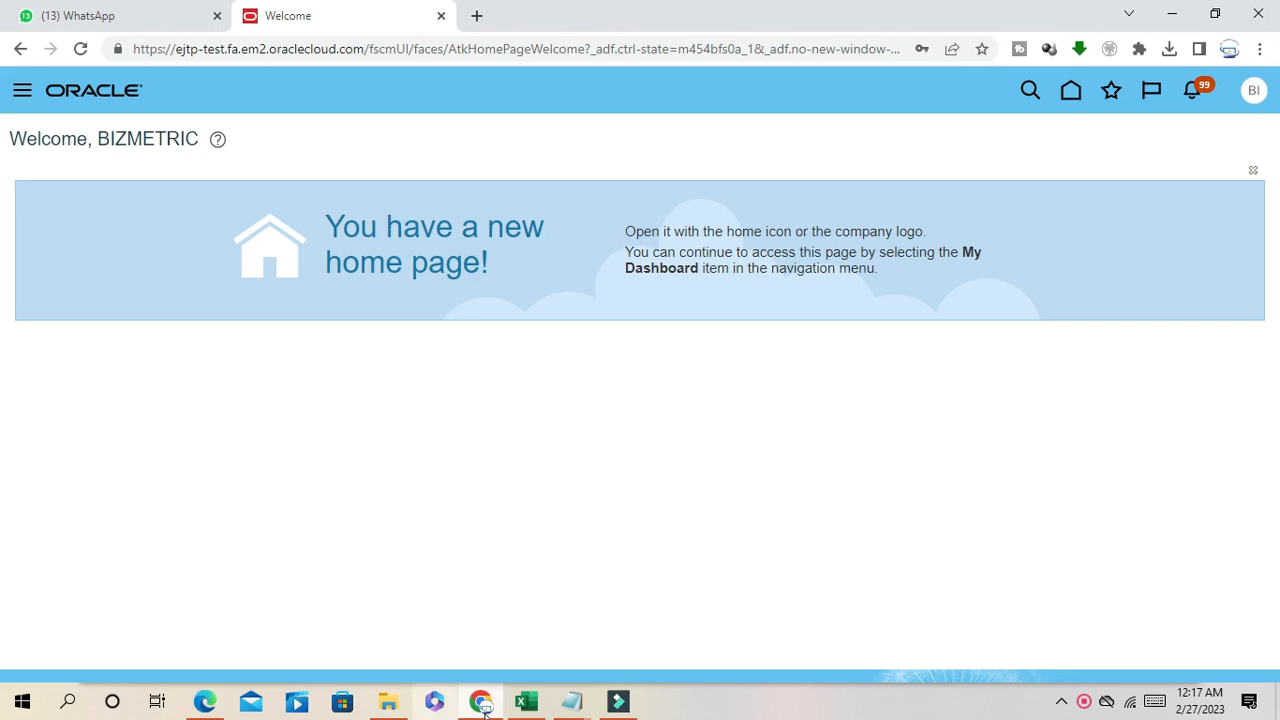 (13) WhatsApp
Welcome
https://ejtp-test.fa.em2.oraclecloud.com/fscmUI/faces/AtkHomePageWelcome?_adf.ctrl-state=m454bfs0a_1&_adf.no-new-window-...
ORACLE
99
BI
Welcome, BIZMETRIC
You have a new
home page!
Open it with the home icon or the company logo.
You can continue to access this page by selecting the My
Dashboard item in the navigation menu.
12:17 AM
2/27/2023